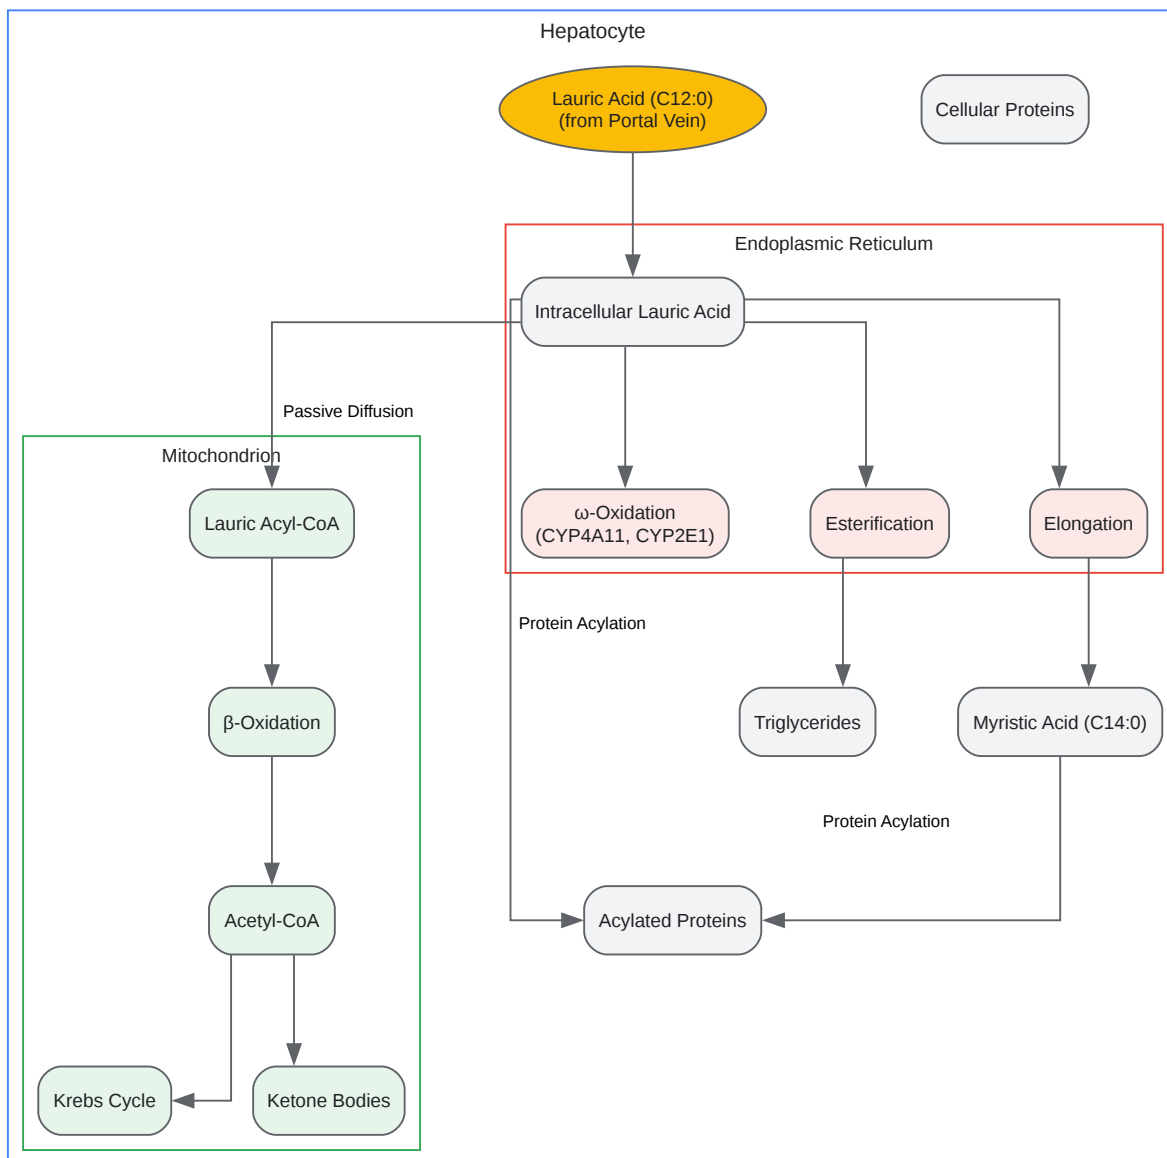 Hepatocyte
Lauric Acid (C12:0)
(from Portal Vein)
Cellular Proteins
Endoplasmic Reticulum
Intracellular Lauric Acid
Passive Diffusion
Mitochondrion
Lauric Acyl-CoA
ω-Oxidation
(CYP4A11, CYP2E1)
Esterification
Elongation
Protein Acylation
β-Oxidation
Triglycerides
Myristic Acid (C14:0)
Protein Acylation
Acetyl-CoA
Acylated Proteins
Krebs Cycle
Ketone Bodies